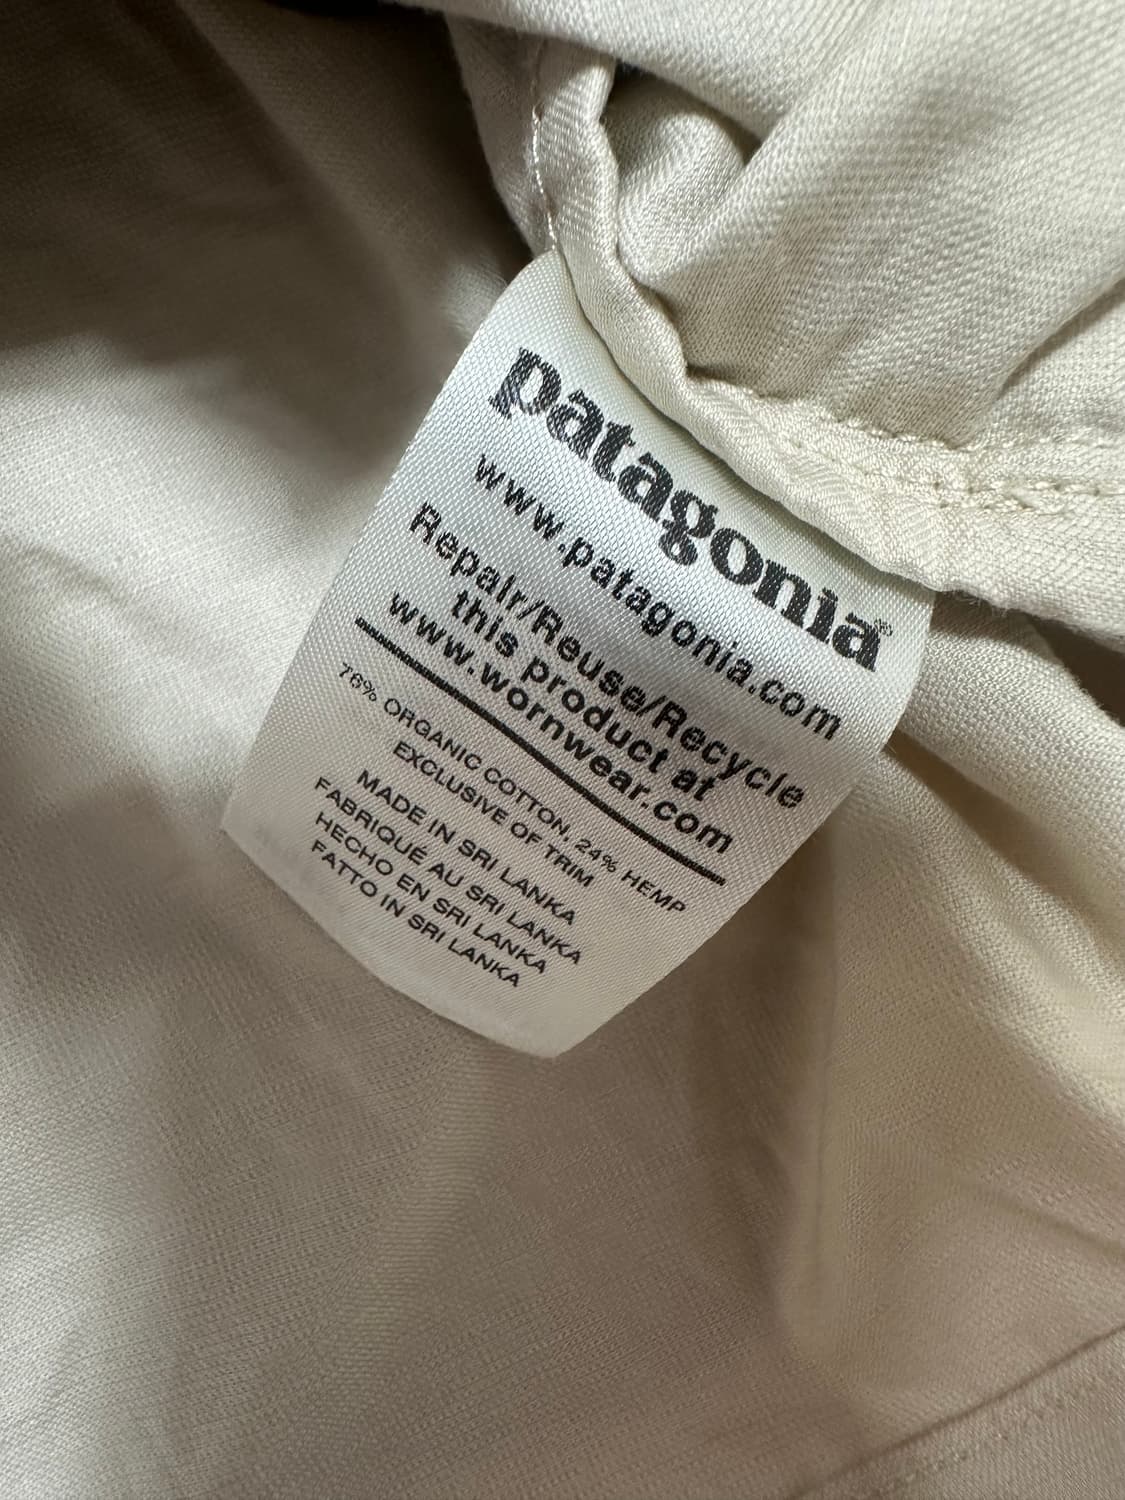 patagonia®
www.patagonia.com
Repair/Reuse/Recycle
this product at
www.wornwear.com
76% ORGANIC COTTON, 24% HEMP
EXCLUSIVE OF TRIM
MADE IN SRI LANKA
FABRIQUÉ AU SRI LANKA
HECHO EN SRI LANKA
FATTO IN SRI LANKA